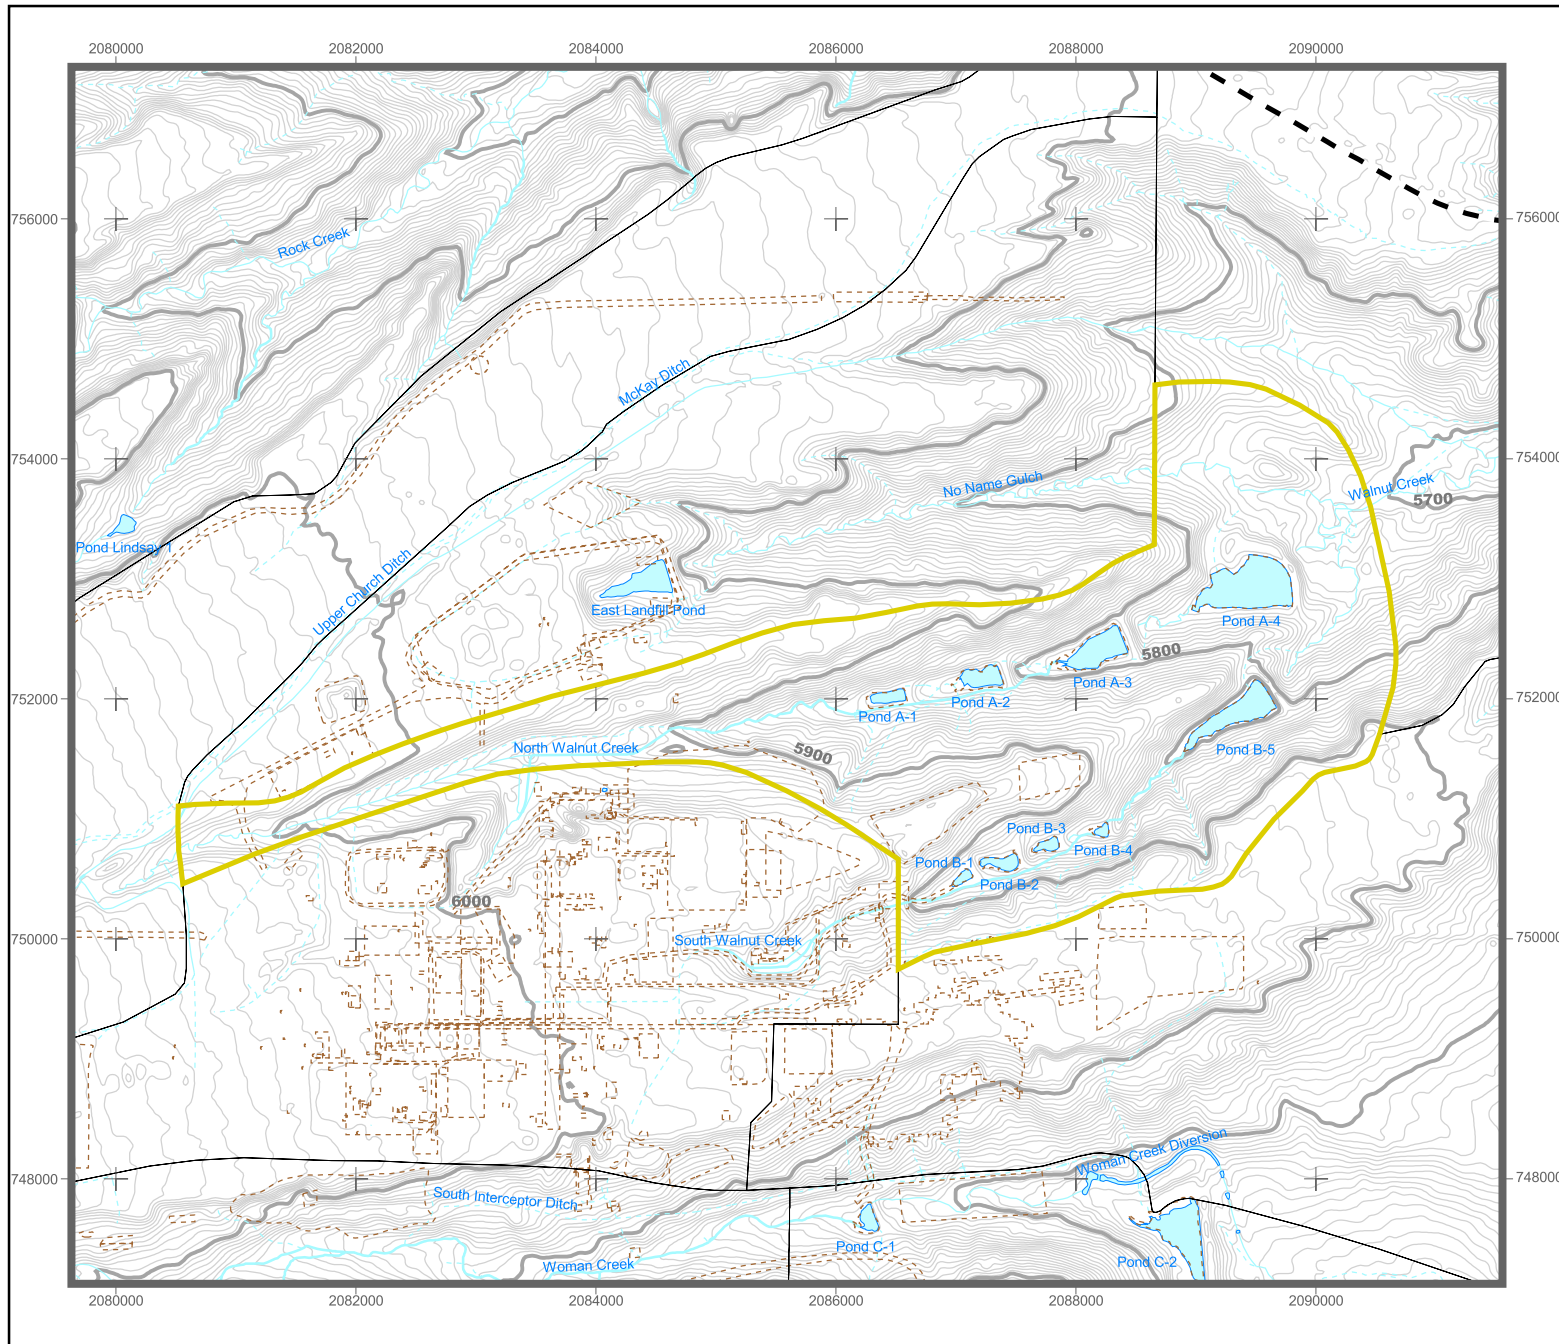 2080000 2082000 2084000 2086000 2088000 2090000
756000 756000
Rock Creek
McKay Ditch
754000 754000
No Name Gulch
Walnut Creek
5700
Pond Lindsay 1
Upper Church Ditch
East Landfill Pond
Pond A-4
5800
Pond A-3
752000 752000
Pond A-2
Pond A-1
North Walnut Creek
5900
Pond B-5
Pond B-3
Pond B-4
Pond B-1
Pond B-2
6000
750000 750000
South Walnut Creek
Woman Creek Diversion
748000 748000
South Interceptor Ditch
Pond C-1
Pond C-2
Woman Creek
2080000 2082000 2084000 2086000 2088000 2090000